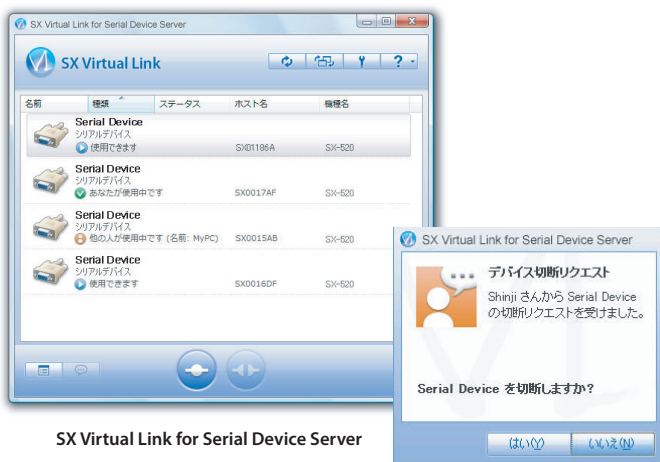 SX Virtual Link for Serial Device Server
SX Virtual Link
名前 種類 ステータス ホスト名 機種名
Serial Device
シリアルデバイス
使用できます SX01186A SX-520
Serial Device
シリアルデバイス
あなたが使用中です SX0017AF SX-520
Serial Device
シリアルデバイス
他の人が使用中です (名前: MyPC) SX0015AB SX-520
Serial Device
シリアルデバイス
使用できます SX0016DF SX-520
SX Virtual Link for Serial Device Server
デバイス切断リクエスト
Shinji さんから Serial Device
の切断リクエストを受けました。
Serial Device を切断しますか?
はい(Y) いいえ(N)
SX Virtual Link for Serial Device Server